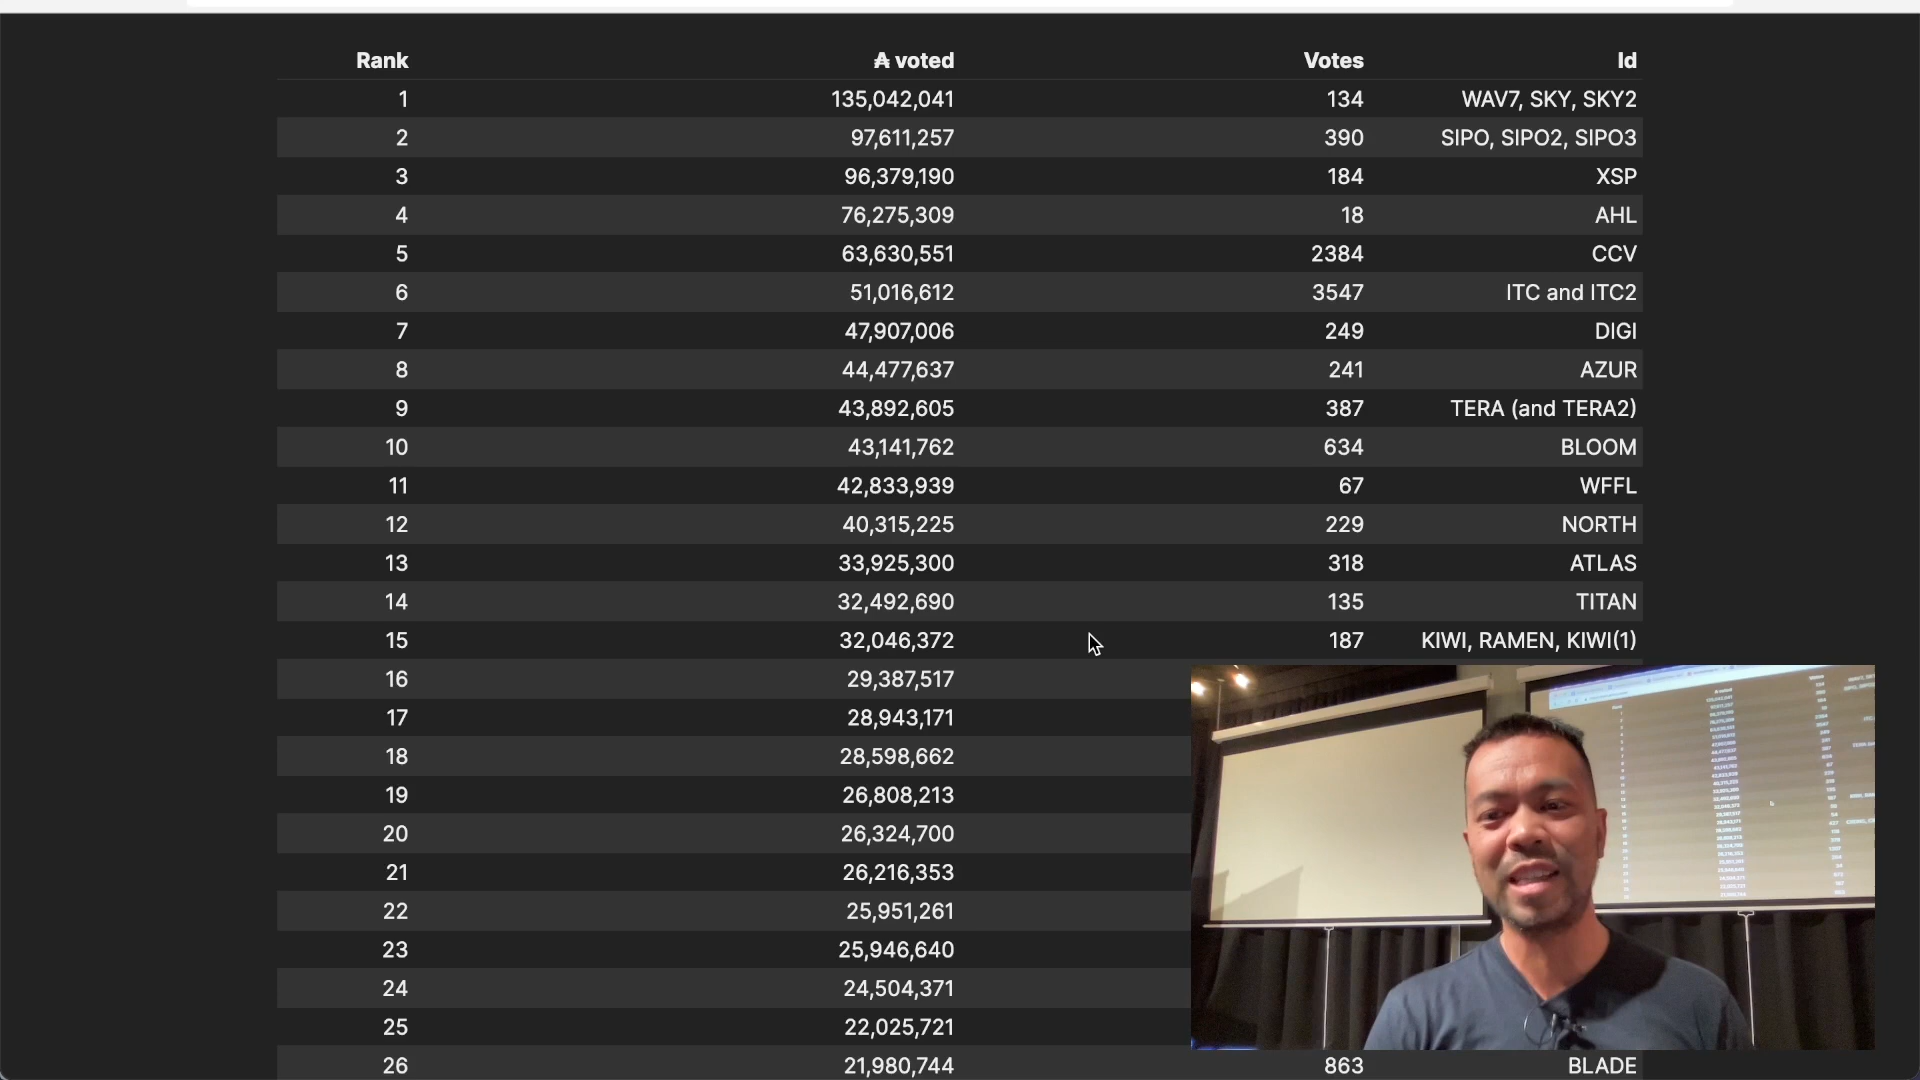 Rank ₳ voted Votes Id
1 135,042,041 134 WAV7, SKY, SKY2
2 97,611,257 390 SIPO, SIPO2, SIPO3
3 96,379,190 184 XSP
4 76,275,309 18 AHL
5 63,630,551 2384 CCV
6 51,016,612 3547 ITC and ITC2
7 47,907,006 249 DIGI
8 44,477,637 241 AZUR
9 43,892,605 387 TERA (and TERA2)
10 43,141,762 634 BLOOM
11 42,833,939 67 WFFL
12 40,315,225 229 NORTH
13 33,925,300 318 ATLAS
14 32,492,690 135 TITAN
15 32,046,372 187 KIWI, RAMEN, KIWI(1)
16 29,387,517
17 28,943,171
18 28,598,662
19 26,808,213
20 26,324,700
21 26,216,353
22 25,951,261
23 25,946,640
24 24,504,371
25 22,025,721
26 21,980,744 863 BLADE